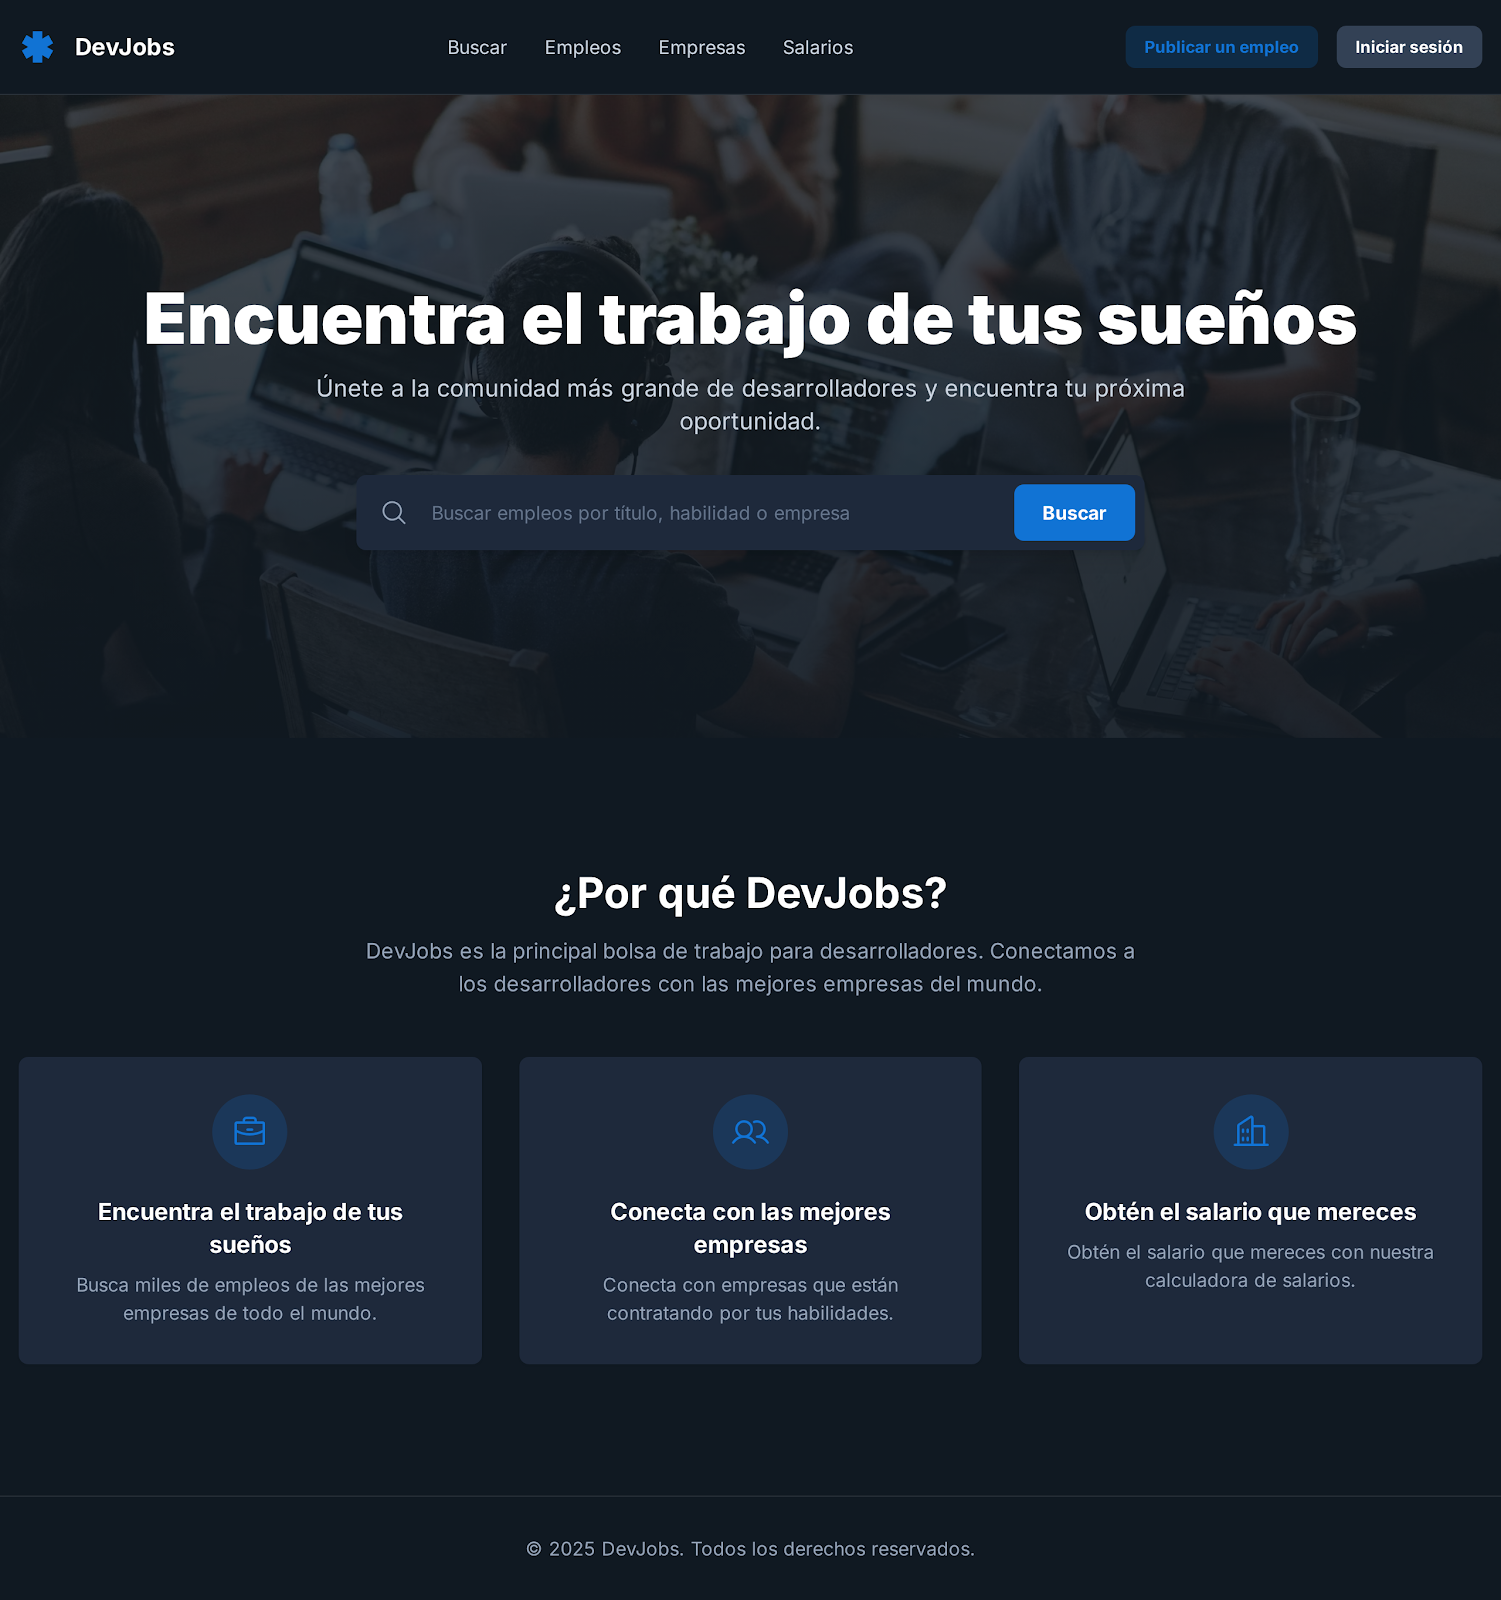 DevJobs
Buscar
Empleos
Empresas
Salarios
Publicar un empleo
Iniciar sesión
Encuentra el trabajo de tus sueños
Únete a la comunidad más grande de desarrolladores y encuentra tu próxima
oportunidad.
Buscar empleos por título, habilidad o empresa
Buscar
¿Por qué DevJobs?
DevJobs es la principal bolsa de trabajo para desarrolladores. Conectamos a
los desarrolladores con las mejores empresas del mundo.
Encuentra el trabajo de tus
sueños
Busca miles de empleos de las mejores
empresas de todo el mundo.
Conecta con las mejores
empresas
Conecta con empresas que están
contratando por tus habilidades.
Obtén el salario que mereces
Obtén el salario que mereces con nuestra
calculadora de salarios.
© 2025 DevJobs. Todos los derechos reservados.